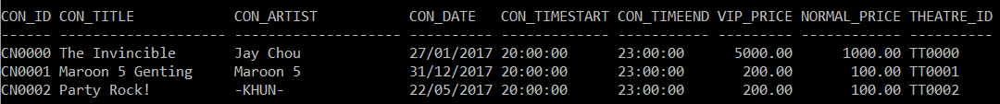 CON_ID CON_TITLE CON_ARTIST CON_DATE CON_TIMESTART CON_TIMEEND VIP_PRICE NORMAL_PRICE THEATRE_ID
------ -------------------- -------------------- ---------- ------------- ----------- --------- ------------ ----------
CN0000 The Invincible Jay Chou 27/01/2017 20:00:00 23:00:00 5000.00 1000.00 TT0000
CN0001 Maroon 5 Genting Maroon 5 31/12/2017 20:00:00 23:00:00 200.00 100.00 TT0001
CN0002 Party Rock! -KHUN- 22/05/2017 20:00:00 23:00:00 200.00 100.00 TT0002